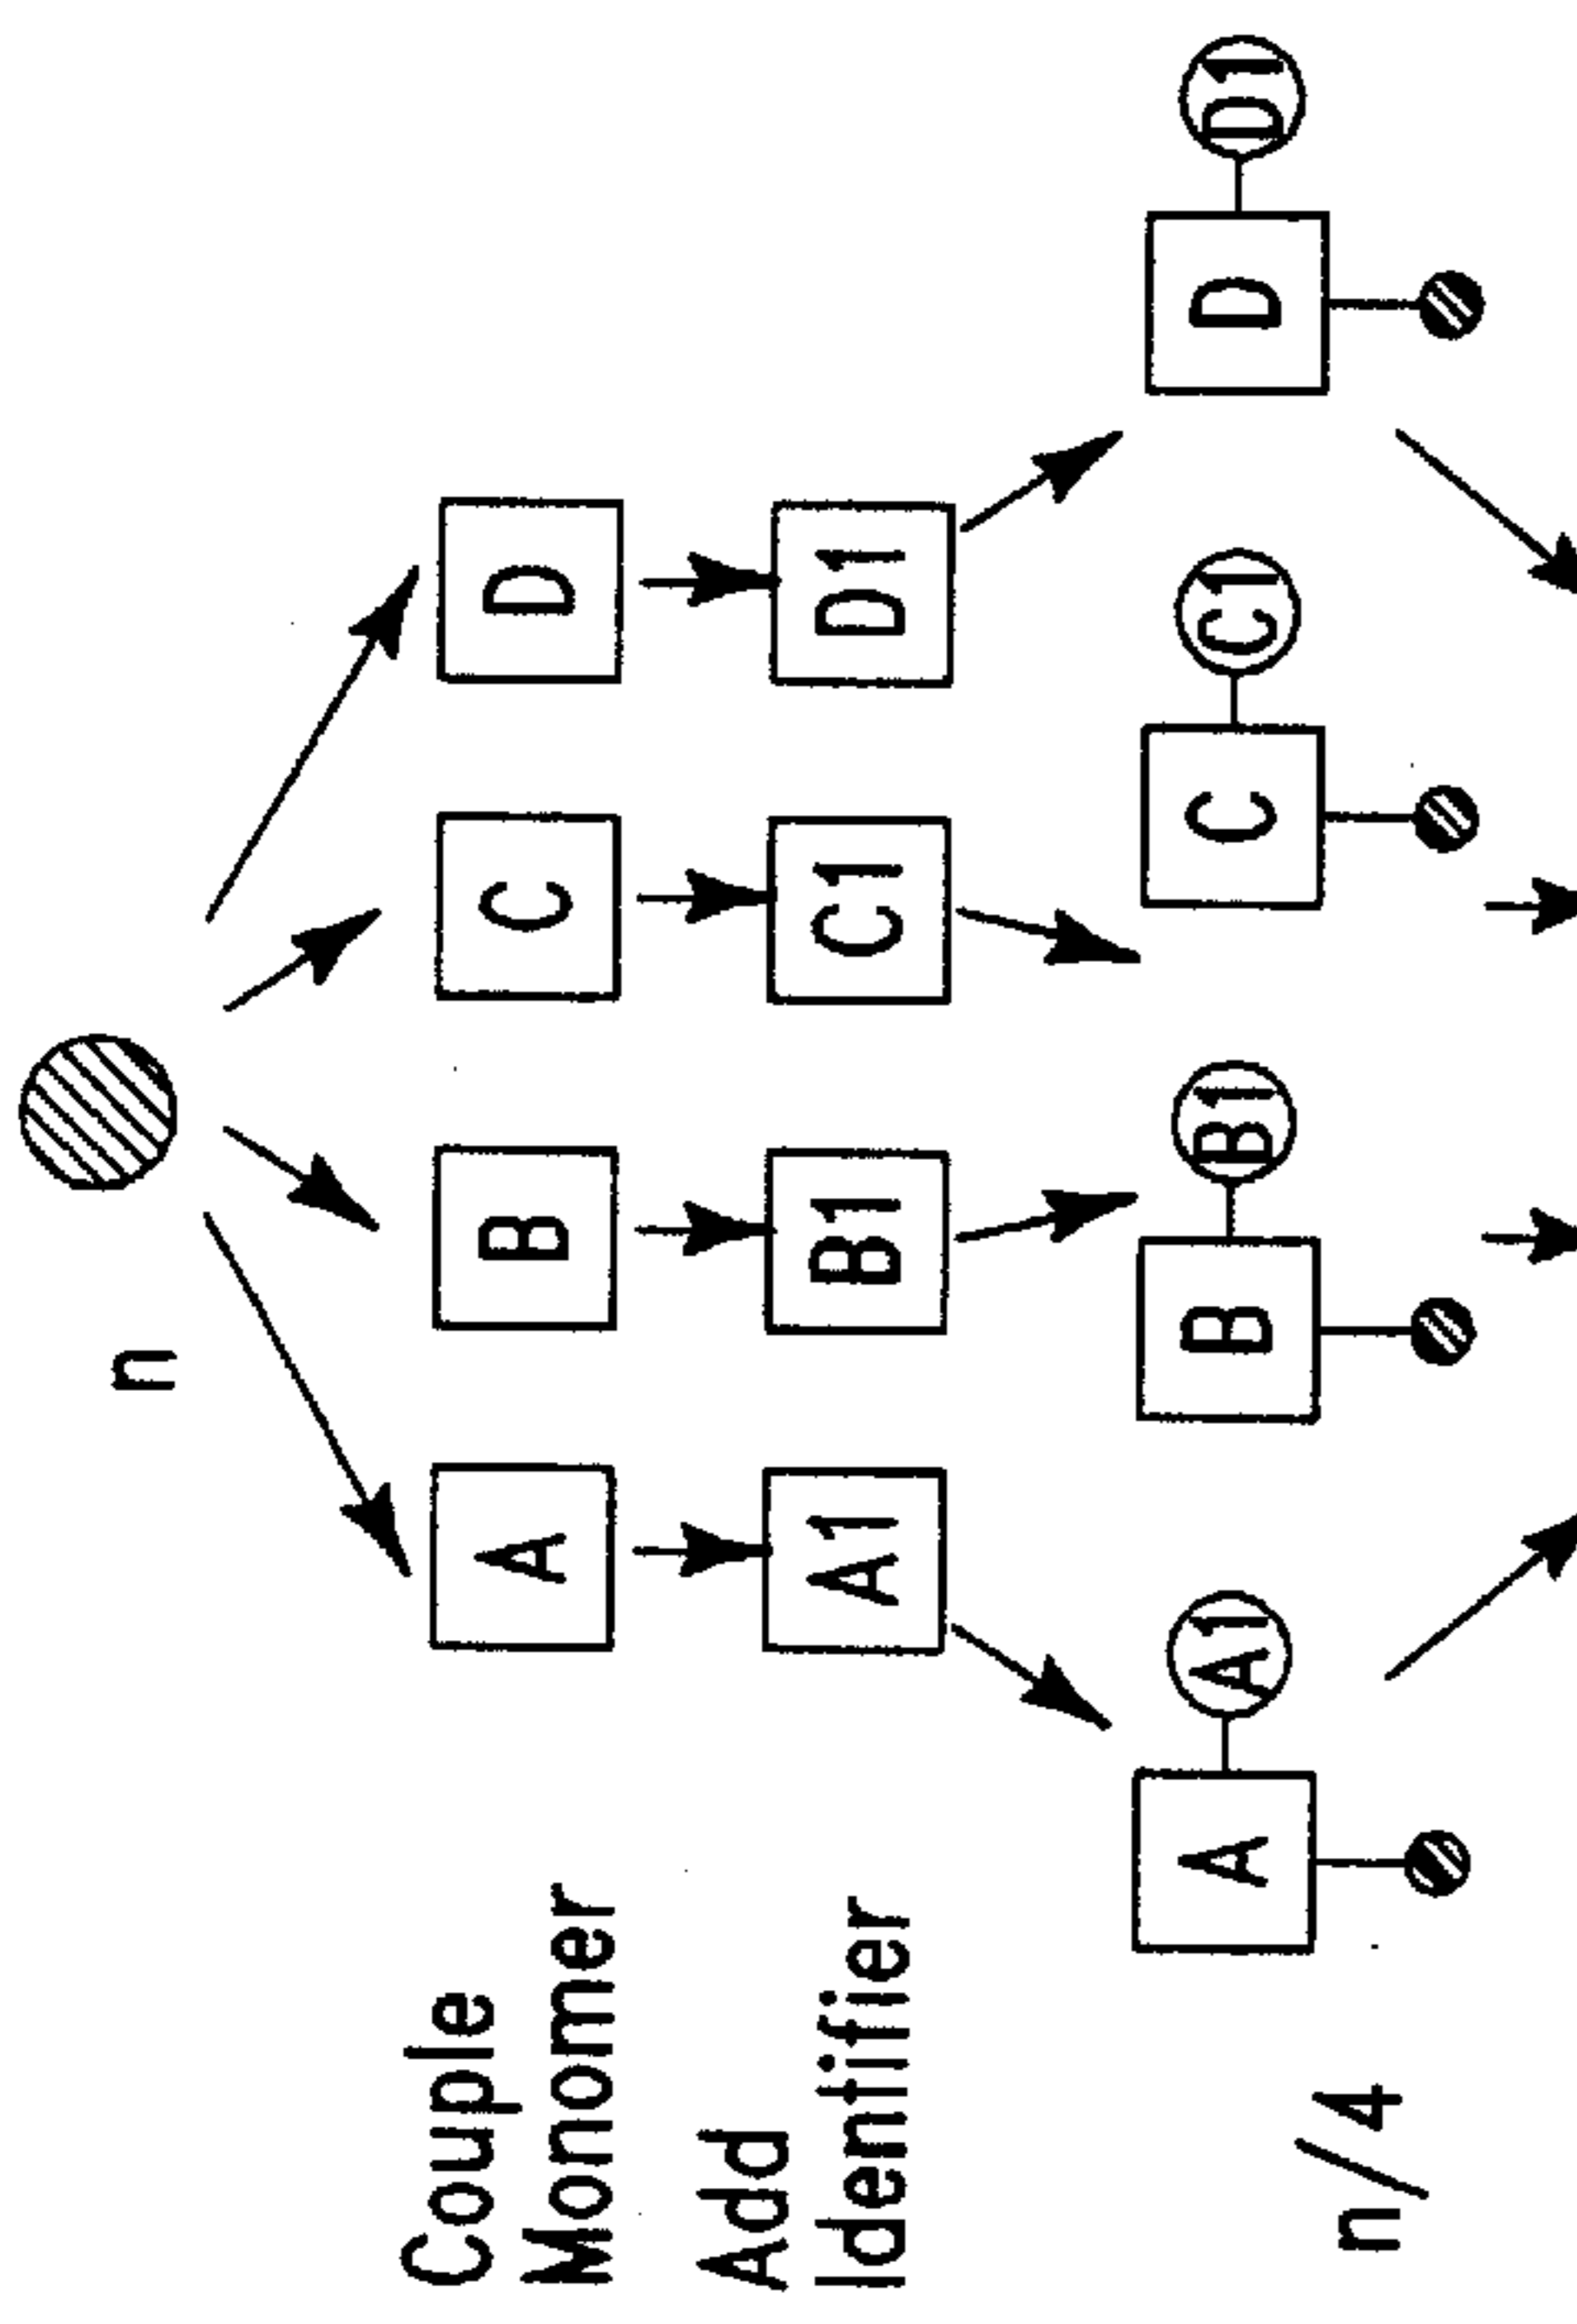 n
Couple
Monomer
A B C D
Add
Identifier
A1 B1 C1 D1
A A1 B B1 C C1 D D1
n/4